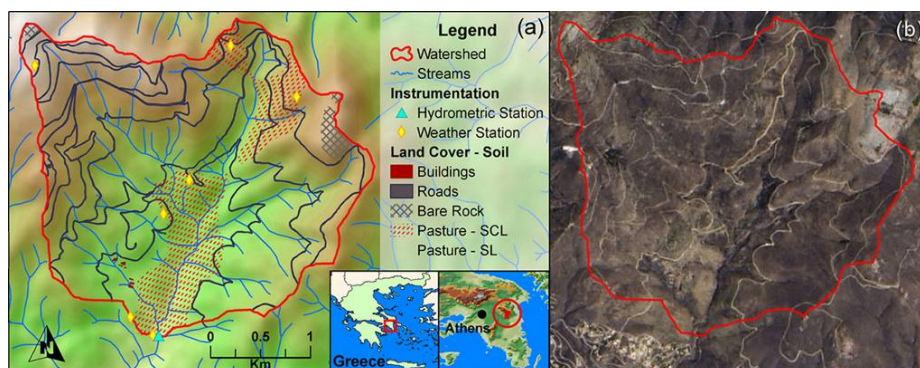 (a)
Legend
Watershed
Streams
Instrumentation
Hydrometric Station
Weather Station
Land Cover - Soil
Buildings
Roads
Bare Rock
Pasture - SCL
Pasture - SL
N
0 0.5 1
Km
Greece
Athens
(b)